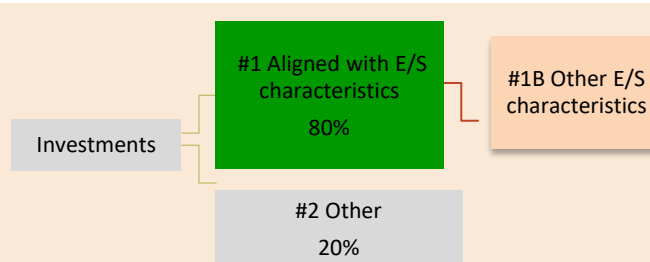 #1 Aligned with E/S
characteristics
80%
#1B Other E/S
characteristics
Investments
#2 Other
20%